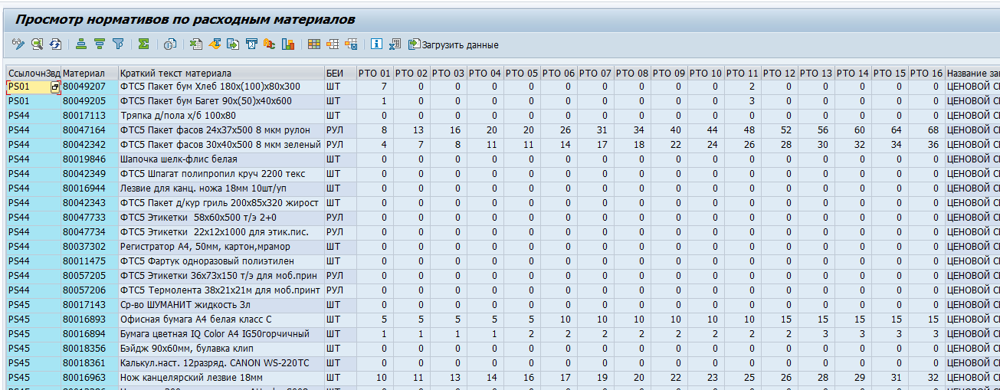 Просмотр нормативов по расходным материалов
Загрузить данные
СсылочнЗвд Материал Краткий текст материала БЕИ РТО 01 РТО 02 РТО 03 РТО 04 РТО 05 РТО 06 РТО 07 РТО 08 РТО 09 РТО 10 РТО 11 РТО 12 РТО 13 РТО 14 РТО 15 РТО 16 Название
PS01 80049207 ФТС5 Пакет бум Хлеб 180х(100)х80х300 ШТ 7 0 0 0 0 0 0 0 0 0 2 0 0 0 0 0 ЦЕНОВОЙ
PS01 80049205 ФТС5 Пакет бум Багет 90х(50)х40х600 ШТ 1 0 0 0 0 0 0 0 0 0 3 0 0 0 0 0 ЦЕНОВОЙ
PS44 80017113 Тряпка д/пола х/б 100х80 ШТ 0 0 0 0 0 0 0 0 0 0 0 0 0 0 0 0 ЦЕНОВОЙ
PS44 80047164 ФТС5 Пакет фасов 24х37х500 8 мкм рулон РУЛ 8 13 16 20 20 26 31 34 40 44 48 52 56 60 64 68 ЦЕНОВОЙ
PS44 80042342 ФТС5 Пакет фасов 30х40х500 8 мкм зеленый РУЛ 4 7 8 11 11 14 17 18 22 24 26 28 30 32 34 36 ЦЕНОВОЙ
PS44 80019846 Шапочка шелк-флис белая ШТ 0 0 0 0 0 0 0 0 0 0 0 0 0 0 0 0 ЦЕНОВОЙ
PS44 80042349 ФТС5 Шпагат полипропил круч 2200 текс ШТ 0 0 0 0 0 0 0 0 0 0 0 0 0 0 0 0 ЦЕНОВОЙ
PS44 80016944 Лезвие для канц. ножа 18мм 10шт/уп ШТ 0 0 0 0 0 0 0 0 0 0 0 0 0 0 0 0 ЦЕНОВОЙ
PS44 80042343 ФТС5 Пакет д/кур гриль 200х85х320 жирост ШТ 0 0 0 0 0 0 0 0 0 0 0 0 0 0 0 0 ЦЕНОВОЙ
PS44 80047733 ФТС5 Этикетки 58х60х500 т/э 2+0 РУЛ 0 0 0 0 0 0 0 0 0 0 0 0 0 0 0 0 ЦЕНОВОЙ
PS44 80047734 ФТС5 Этикетки 22х12х1000 для этик.пис. РУЛ 0 0 0 0 0 0 0 0 0 0 0 0 0 0 0 0 ЦЕНОВОЙ
PS44 80037302 Регистратор А4, 50мм, картон,мрамор ШТ 0 0 0 0 0 0 0 0 0 0 0 0 0 0 0 0 ЦЕНОВОЙ
PS44 80011475 ФТС5 Фартук одноразовый полиэтилен ШТ 0 0 0 0 0 0 0 0 0 0 0 0 0 0 0 0 ЦЕНОВОЙ
PS44 80057205 ФТС5 Этикетки 36х73х150 т/э для моб.прин РУЛ 0 0 0 0 0 0 0 0 0 0 0 0 0 0 0 0 ЦЕНОВОЙ
PS44 80057206 ФТС5 Термолента 38х21х21м для моб.принт РУЛ 0 0 0 0 0 0 0 0 0 0 0 0 0 0 0 0 ЦЕНОВОЙ
PS45 80017143 Ср-во ШУМАНИТ жидкость 3л ШТ 0 0 0 0 0 0 0 0 0 0 0 0 0 0 0 0 ЦЕНОВОЙ
PS45 80016893 Офисная бумага А4 белая класс С ШТ 5 5 5 5 5 10 10 10 10 10 10 15 15 15 15 15 ЦЕНОВОЙ
PS45 80016894 Бумага цветная IQ Color A4 IG50горчичный ШТ 1 1 1 1 2 2 2 2 2 2 2 2 3 3 3 3 ЦЕНОВОЙ
PS45 80018356 Бэйдж 90х60мм, булавка клип ШТ 0 0 0 0 0 0 0 0 0 0 0 0 0 0 0 0 ЦЕНОВОЙ
PS45 80018361 Калькул.наст. 12разряд. CANON WS-220TC ШТ 0 0 0 0 0 0 0 0 0 0 0 0 0 0 0 0 ЦЕНОВОЙ
PS45 80016963 Нож канцелярский лезвие 18мм ШТ 10 11 13 14 16 17 19 20 22 23 25 26 28 29 31 32 ЦЕНОВОЙ